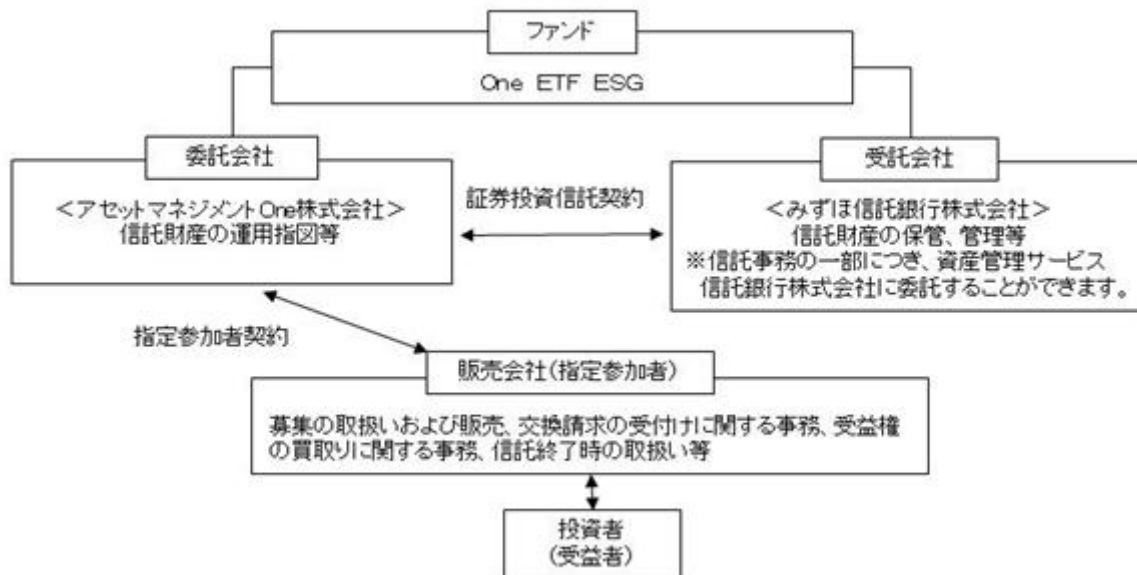 ファンド
One ETF ESG
委託会社
受託会社
<アセットマネジメントOne株式会社>
信託財産の運用指図等
証券投資信託契約
<みずほ信託銀行株式会社>
信託財産の保管、管理等
※信託事務の一部につき、資産管理サービス
信託銀行株式会社に委託することができます。
指定参加者契約
販売会社(指定参加者)
募集の取扱いおよび販売、交換請求の受付けに関する事務、受益権
の買取りに関する事務、信託終了時の取扱い等
投資者
(受益者)